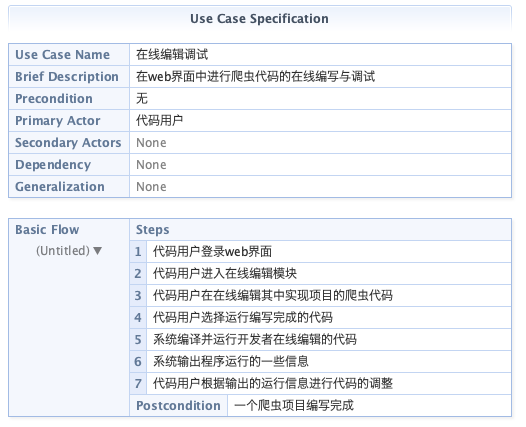 Use Case Specification
Use Case Name 在线编辑调试
Brief Description 在web界面中进行爬虫代码的在线编写与调试
Precondition 无
Primary Actor 代码用户
Secondary Actors None
Dependency None
Generalization None
Basic Flow Steps
(Untitled) ▼ 1 代码用户登录web界面
2 代码用户进入在线编辑模块
3 代码用户在在线编辑其中实现项目的爬虫代码
4 代码用户选择运行编写完成的代码
5 系统编译并运行开发者在线编辑的代码
6 系统输出程序运行的一些信息
7 代码用户根据输出的运行信息进行代码的调整
Postcondition 一个爬虫项目编写完成